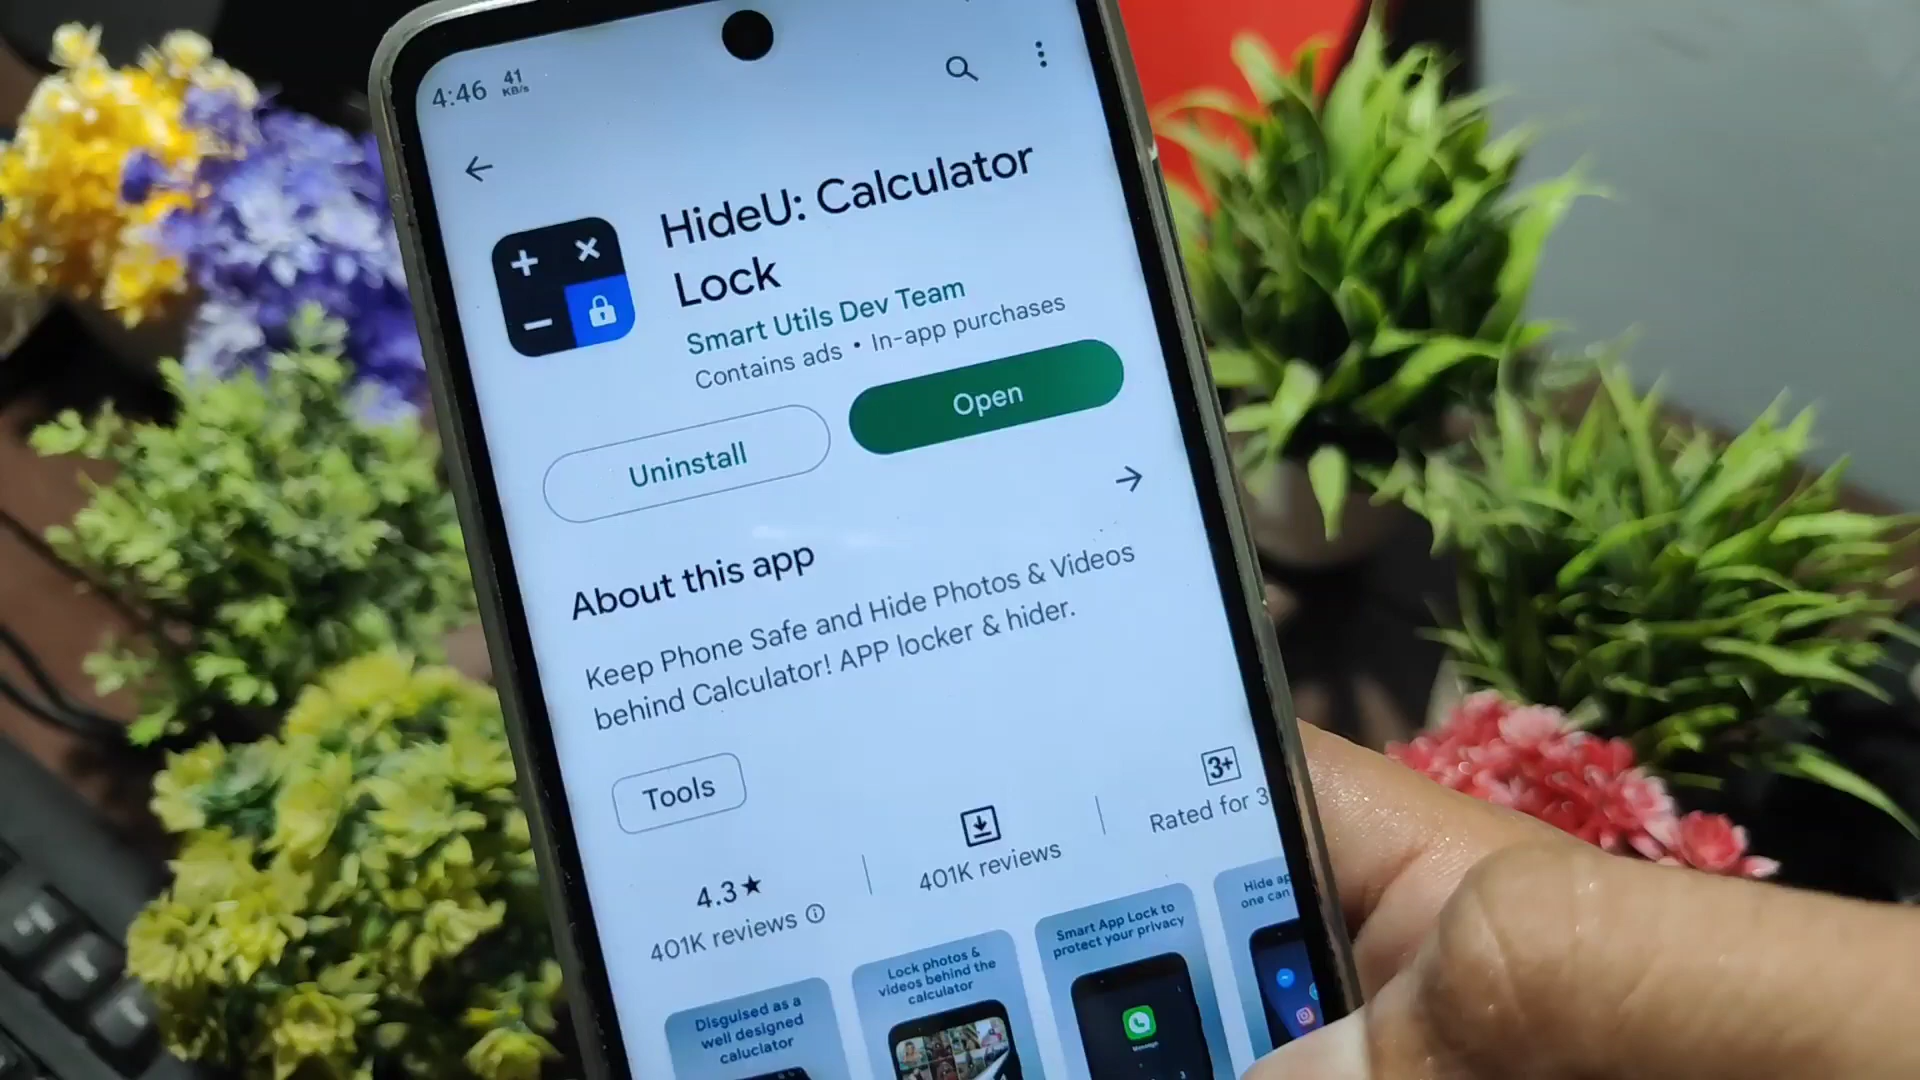 4:46 41 KB/s
HideU: Calculator
Lock
Smart Utils Dev Team
Contains ads • In-app purchases
Uninstall
Open
About this app
Keep Phone Safe and Hide Photos & Videos
behind Calculator! APP locker & hider.
Tools
4.3★
401K reviews
401K reviews
3+
Rated for 3
Disguised as a
well designed
caluclator
Lock photos &
videos behind the
calculator
Smart App Lock to
protect your privacy
Hide ap
one can